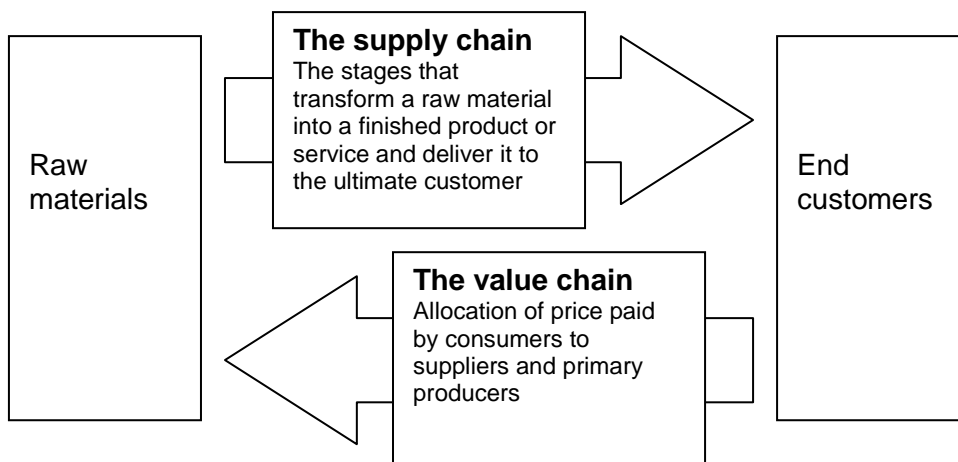 Raw
materials
The supply chain
The stages that
transform a raw material
into a finished product or
service and deliver it to
the ultimate customer
End
customers
The value chain
Allocation of price paid
by consumers to
suppliers and primary
producers